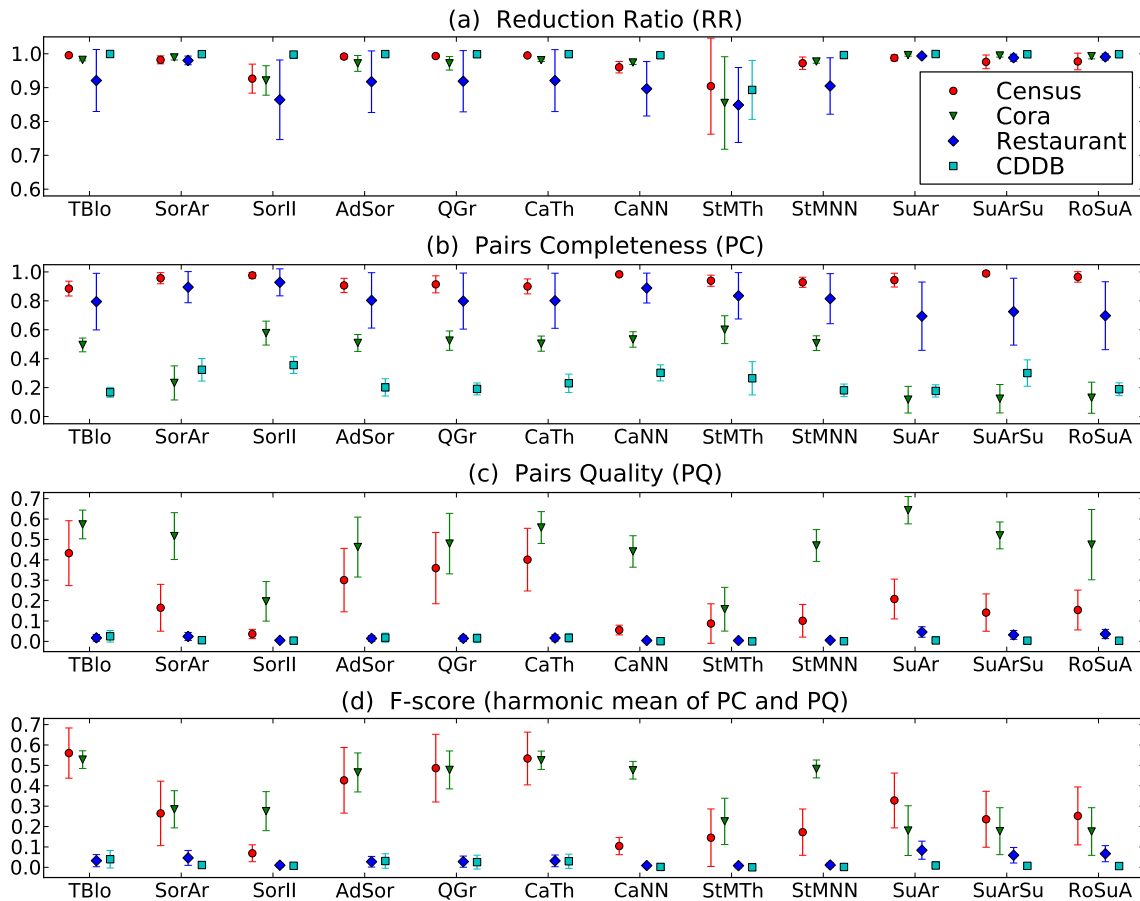 (a) Reduction Ratio (RR)
1.0
0.9
0.8
0.7
0.6
Census
Cora
Restaurant
CDDB
TBlo SorAr SorII AdSor QGr CaTh CaNN StMTh StMNN SuAr SuArSu RoSuA
(b) Pairs Completeness (PC)
1.0
0.8
0.6
0.4
0.2
0.0
TBlo SorAr SorII AdSor QGr CaTh CaNN StMTh StMNN SuAr SuArSu RoSuA
(c) Pairs Quality (PQ)
0.7
0.6
0.5
0.4
0.3
0.2
0.1
0.0
TBlo SorAr SorII AdSor QGr CaTh CaNN StMTh StMNN SuAr SuArSu RoSuA
(d) F-score (harmonic mean of PC and PQ)
0.7
0.6
0.5
0.4
0.3
0.2
0.1
0.0
TBlo SorAr SorII AdSor QGr CaTh CaNN StMTh StMNN SuAr SuArSu RoSuA